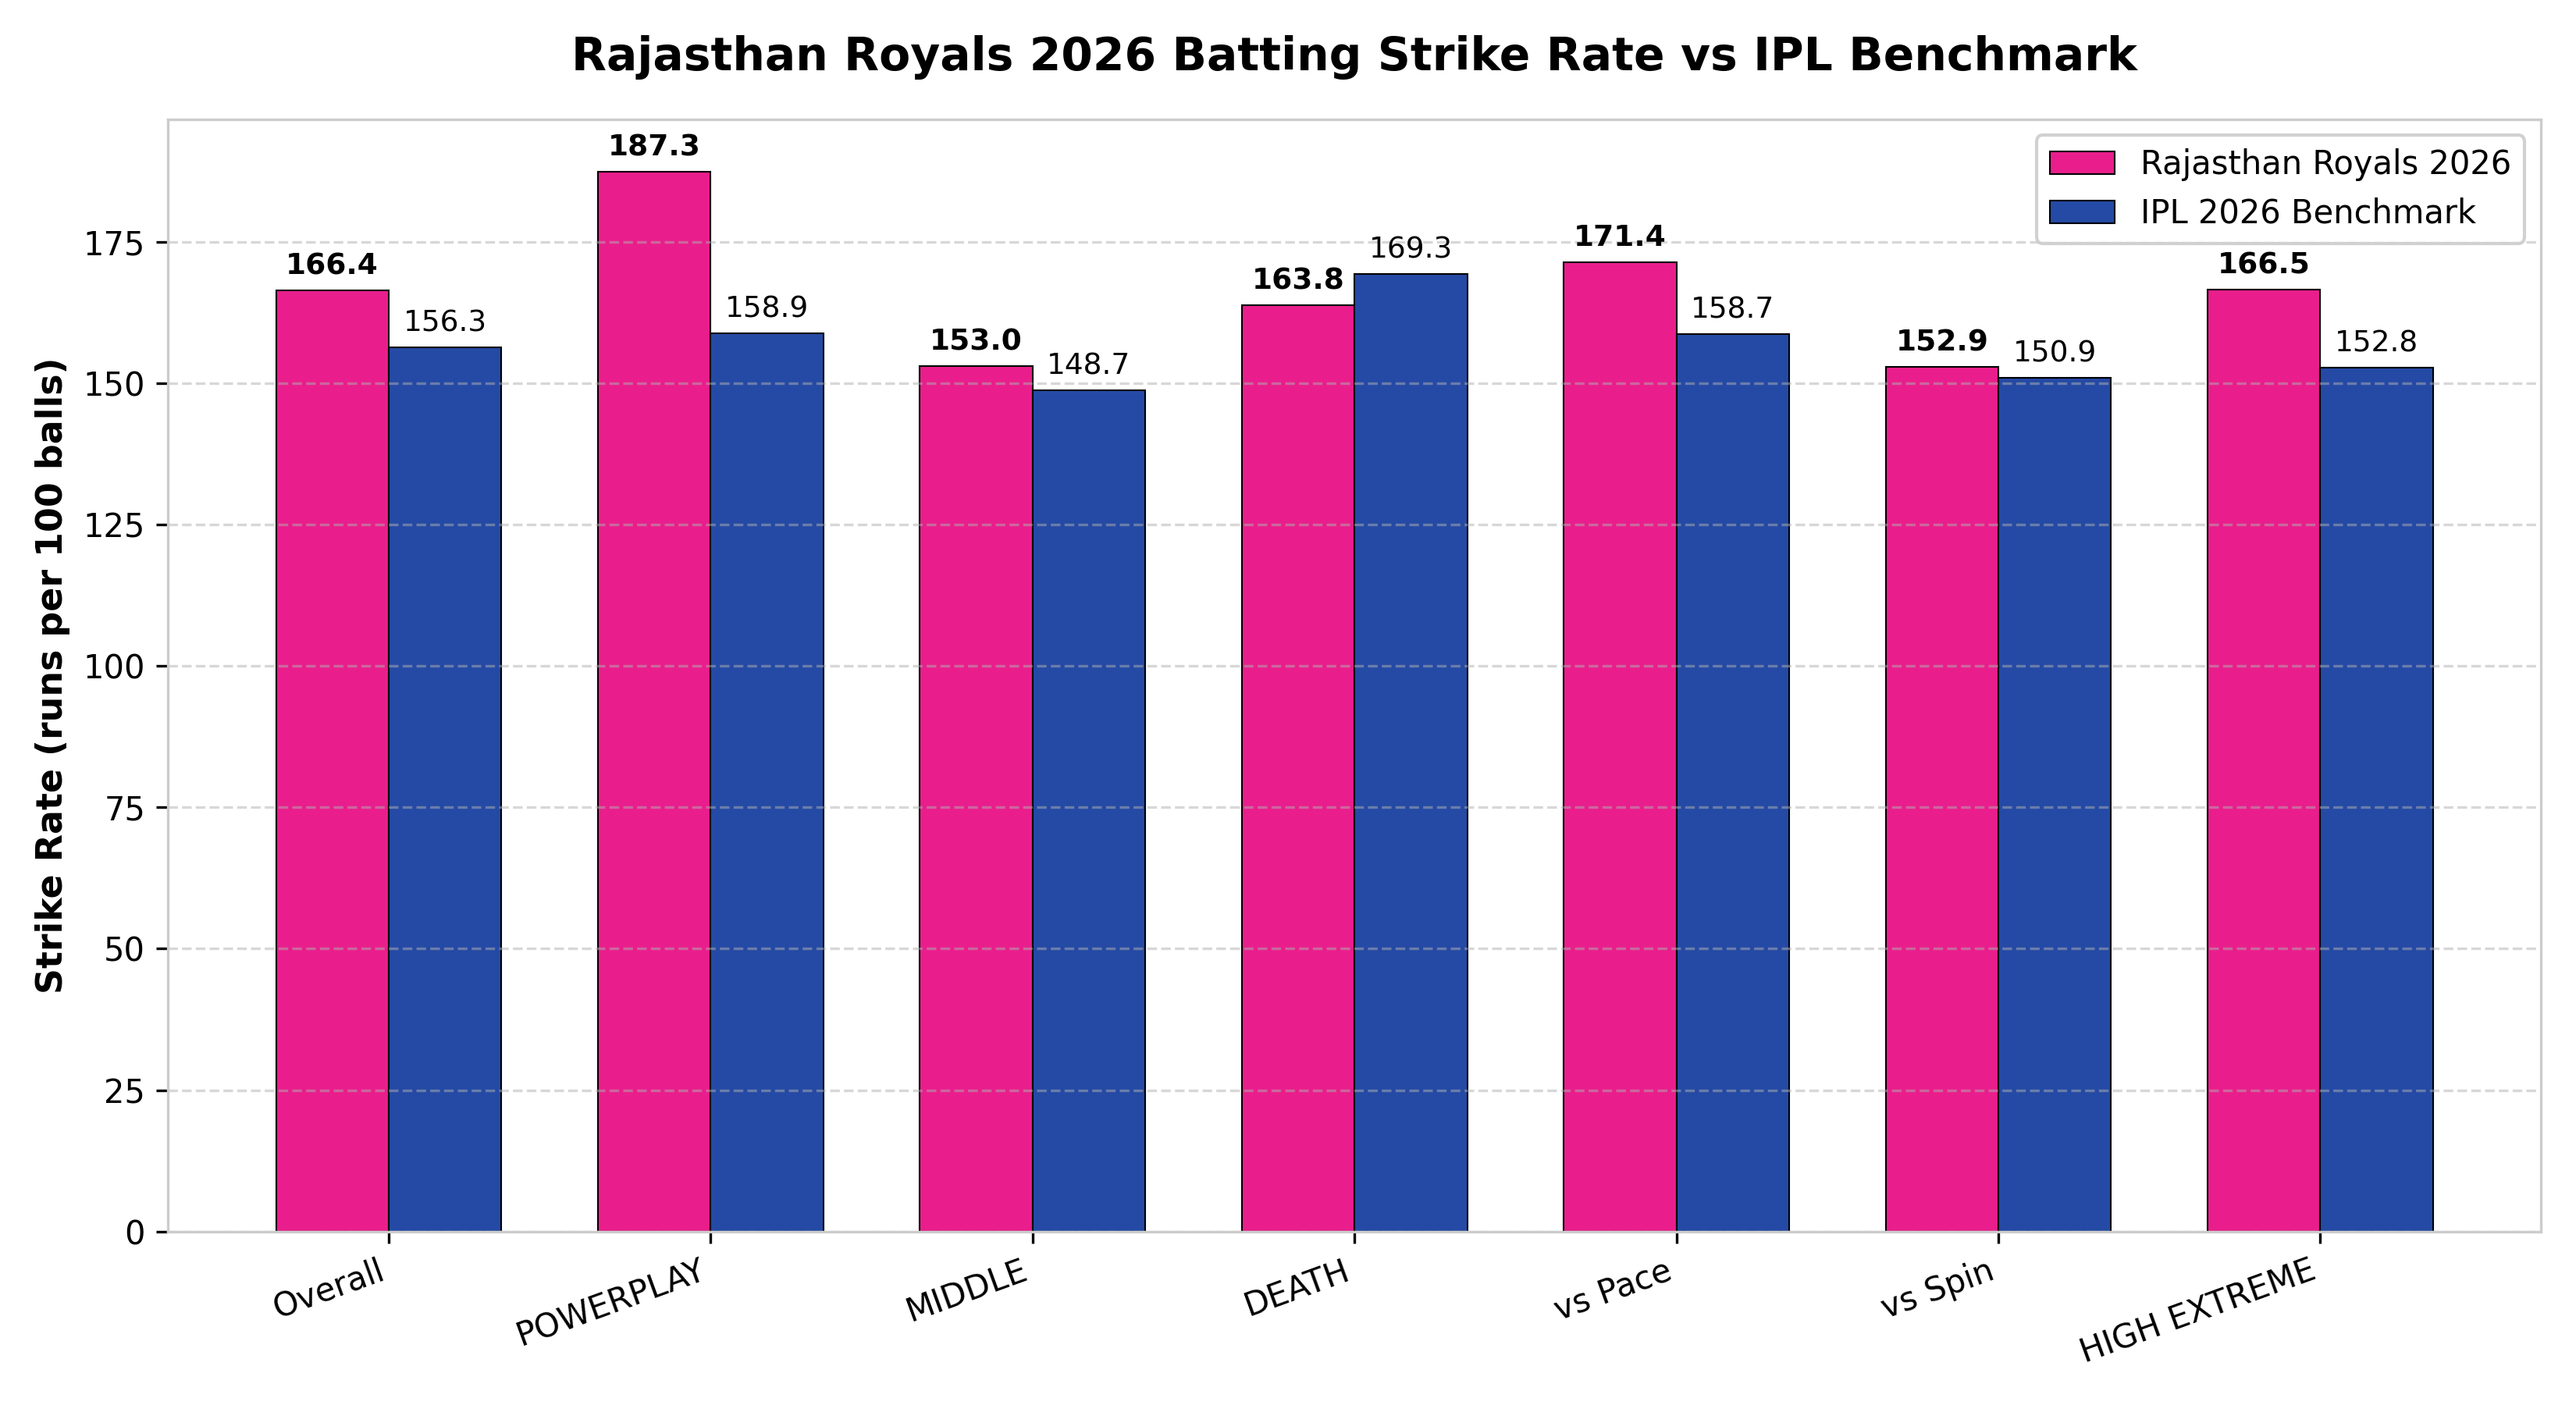 Rajasthan Royals 2026 Batting Strike Rate vs IPL Benchmark
Rajasthan Royals 2026
IPL 2026 Benchmark
Strike Rate (runs per 100 balls)
175
150
125
100
75
50
25
0
166.4
156.3
187.3
158.9
153.0
148.7
163.8
169.3
171.4
158.7
152.9
150.9
166.5
152.8
Overall
POWERPLAY
MIDDLE
DEATH
vs Pace
vs Spin
HIGH EXTREME